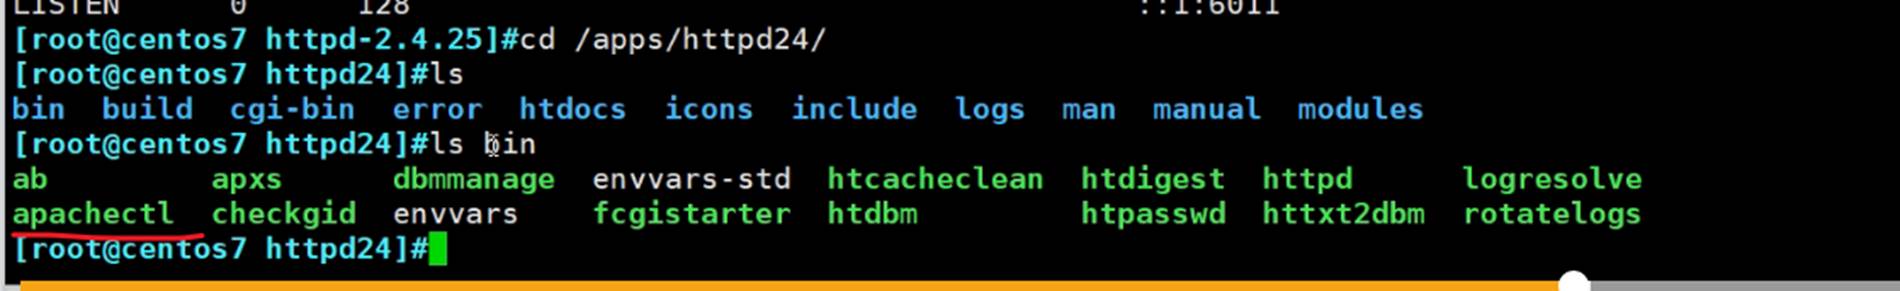 LISTEN 0 128 ::1:6011
[root@centos7 httpd-2.4.25]#cd /apps/httpd24/
[root@centos7 httpd24]#ls
bin build cgi-bin error htdocs icons include logs man manual modules
[root@centos7 httpd24]#ls bin
ab apxs dbmmanage envvars-std htcacheclean htdigest httpd logresolve
apachectl checkgid envvars fcgistarter htdbm htpasswd httxt2dbm rotatelogs
[root@centos7 httpd24]#